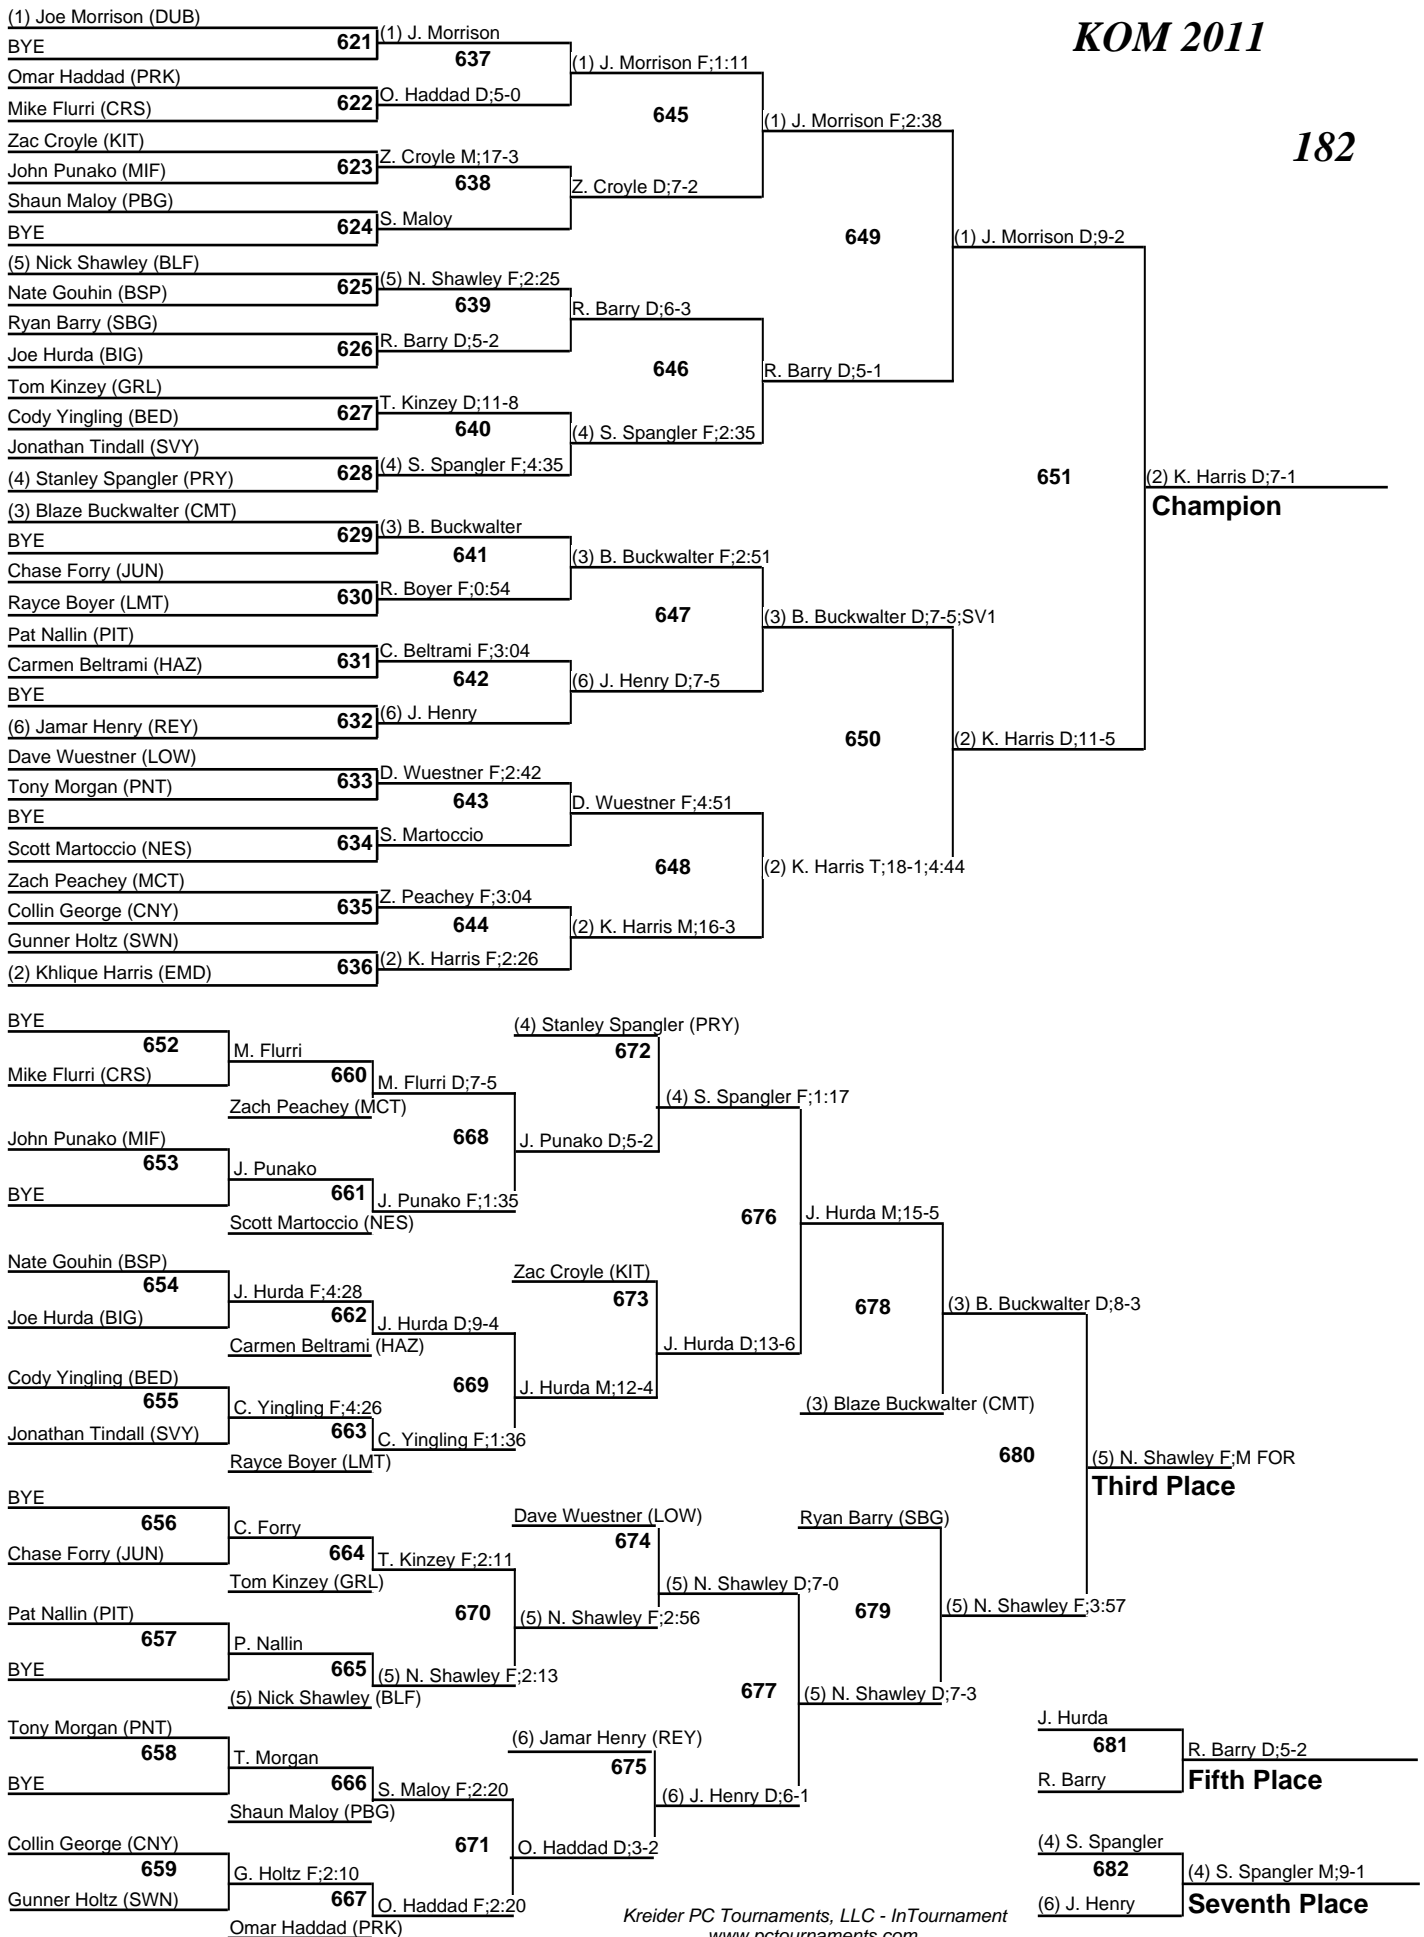 KOM 2011
182
(1) Joe Morrison (DUB)
BYE
621
(1) J. Morrison
637
Omar Haddad (PRK)
Mike Flurri (CRS)
622
O. Haddad D;5-0
(1) J. Morrison F;1:11
645
Zac Croyle (KIT)
John Punako (MIF)
623
Z. Croyle M;17-3
638
Shaun Maloy (PBG)
BYE
624
S. Maloy
Z. Croyle D;7-2
(1) J. Morrison F;2:38
649
(5) Nick Shawley (BLF)
Nate Gouhin (BSP)
625
(5) N. Shawley F;2:25
639
Ryan Barry (SBG)
Joe Hurda (BIG)
626
R. Barry D;5-2
R. Barry D;6-3
646
Tom Kinzey (GRL)
Cody Yingling (BED)
627
T. Kinzey D;11-8
640
Jonathan Tindall (SVY)
(4) Stanley Spangler (PRY)
628
(4) S. Spangler F;4:35
(4) S. Spangler F;2:35
R. Barry D;5-1
(1) J. Morrison D;9-2
651
(2) K. Harris D;7-1
Champion
(3) Blaze Buckwalter (CMT)
BYE
629
(3) B. Buckwalter
641
Chase Forry (JUN)
Rayce Boyer (LMT)
630
R. Boyer F;0:54
(3) B. Buckwalter F;2:51
647
Pat Nallin (PIT)
Carmen Beltrami (HAZ)
631
C. Beltrami F;3:04
642
BYE
(6) Jamar Henry (REY)
632
(6) J. Henry
(6) J. Henry D;7-5
(3) B. Buckwalter D;7-5;SV1
650
(2) K. Harris D;11-5
Dave Wuestner (LOW)
Tony Morgan (PNT)
633
D. Wuestner F;2:42
643
BYE
Scott Martoccio (NES)
634
S. Martoccio
D. Wuestner F;4:51
648
(2) K. Harris T;18-1;4:44
Zach Peachey (MCT)
Collin George (CNY)
635
Z. Peachey F;3:04
644
Gunner Holtz (SWN)
(2) Khlique Harris (EMD)
636
(2) K. Harris F;2:26
(2) K. Harris M;16-3
BYE
652
Mike Flurri (CRS)
M. Flurri
660
Zach Peachey (MCT)
M. Flurri D;7-5
668
John Punako (MIF)
653
BYE
J. Punako
661
Scott Martoccio (NES)
J. Punako F;1:35
J. Punako D;5-2
(4) Stanley Spangler (PRY)
672
(4) S. Spangler F;1:17
676
Nate Gouhin (BSP)
654
Joe Hurda (BIG)
J. Hurda F;4:28
662
Carmen Beltrami (HAZ)
J. Hurda D;9-4
669
Cody Yingling (BED)
655
Jonathan Tindall (SVY)
C. Yingling F;4:26
663
Rayce Boyer (LMT)
C. Yingling F;1:36
J. Hurda M;12-4
Zac Croyle (KIT)
673
J. Hurda D;13-6
J. Hurda M;15-5
678
(3) Blaze Buckwalter (CMT)
(3) B. Buckwalter D;8-3
680
(5) N. Shawley F;M FOR
Third Place
BYE
656
Chase Forry (JUN)
C. Forry
664
Tom Kinzey (GRL)
T. Kinzey F;2:11
670
Pat Nallin (PIT)
657
BYE
P. Nallin
665
(5) Nick Shawley (BLF)
(5) N. Shawley F;2:13
(5) N. Shawley F;2:56
Dave Wuestner (LOW)
674
(5) N. Shawley D;7-0
677
Ryan Barry (SBG)
679
(5) N. Shawley F;3:57
(5) N. Shawley D;7-3
Tony Morgan (PNT)
658
BYE
T. Morgan
666
Shaun Maloy (PBG)
S. Maloy F;2:20
671
Collin George (CNY)
659
Gunner Holtz (SWN)
G. Holtz F;2:10
667
Omar Haddad (PRK)
O. Haddad F;2:20
O. Haddad D;3-2
(6) Jamar Henry (REY)
675
(6) J. Henry D;6-1
J. Hurda
681
R. Barry
R. Barry D;5-2
Fifth Place
(4) S. Spangler
682
(6) J. Henry
(4) S. Spangler M;9-1
Seventh Place
Kreider PC Tournaments, LLC - InTournament
www.pctournaments.com